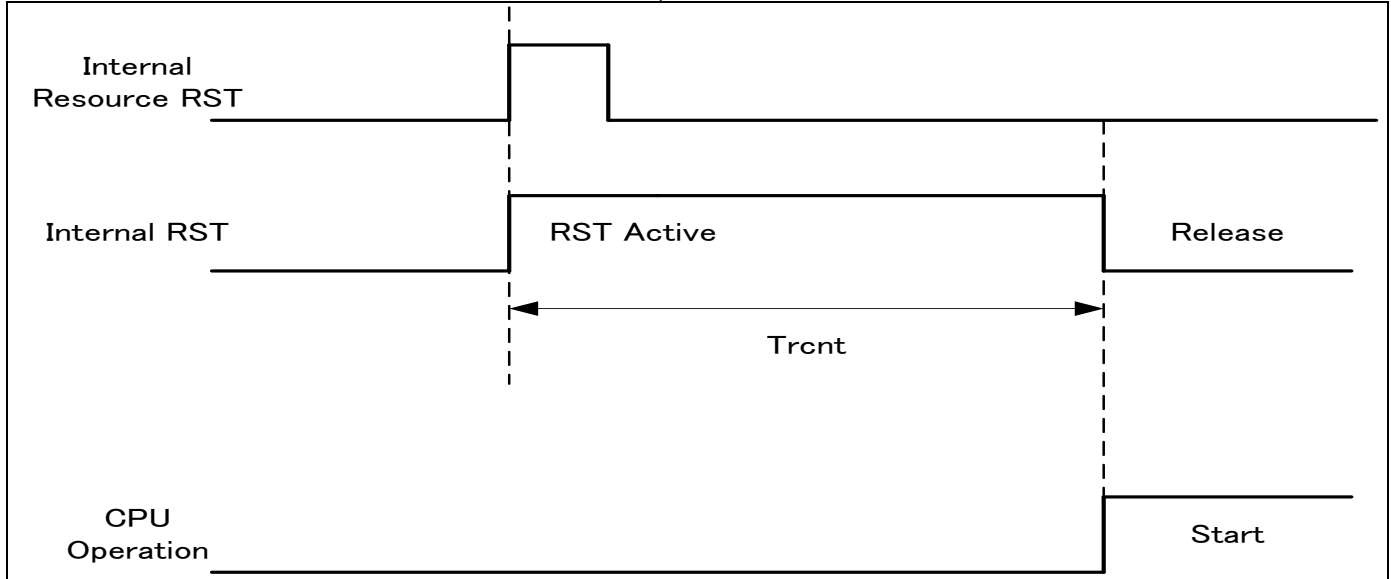 Internal
Resource RST
Internal RST
RST Active
Release
Trcnt
CPU
Operation
Start